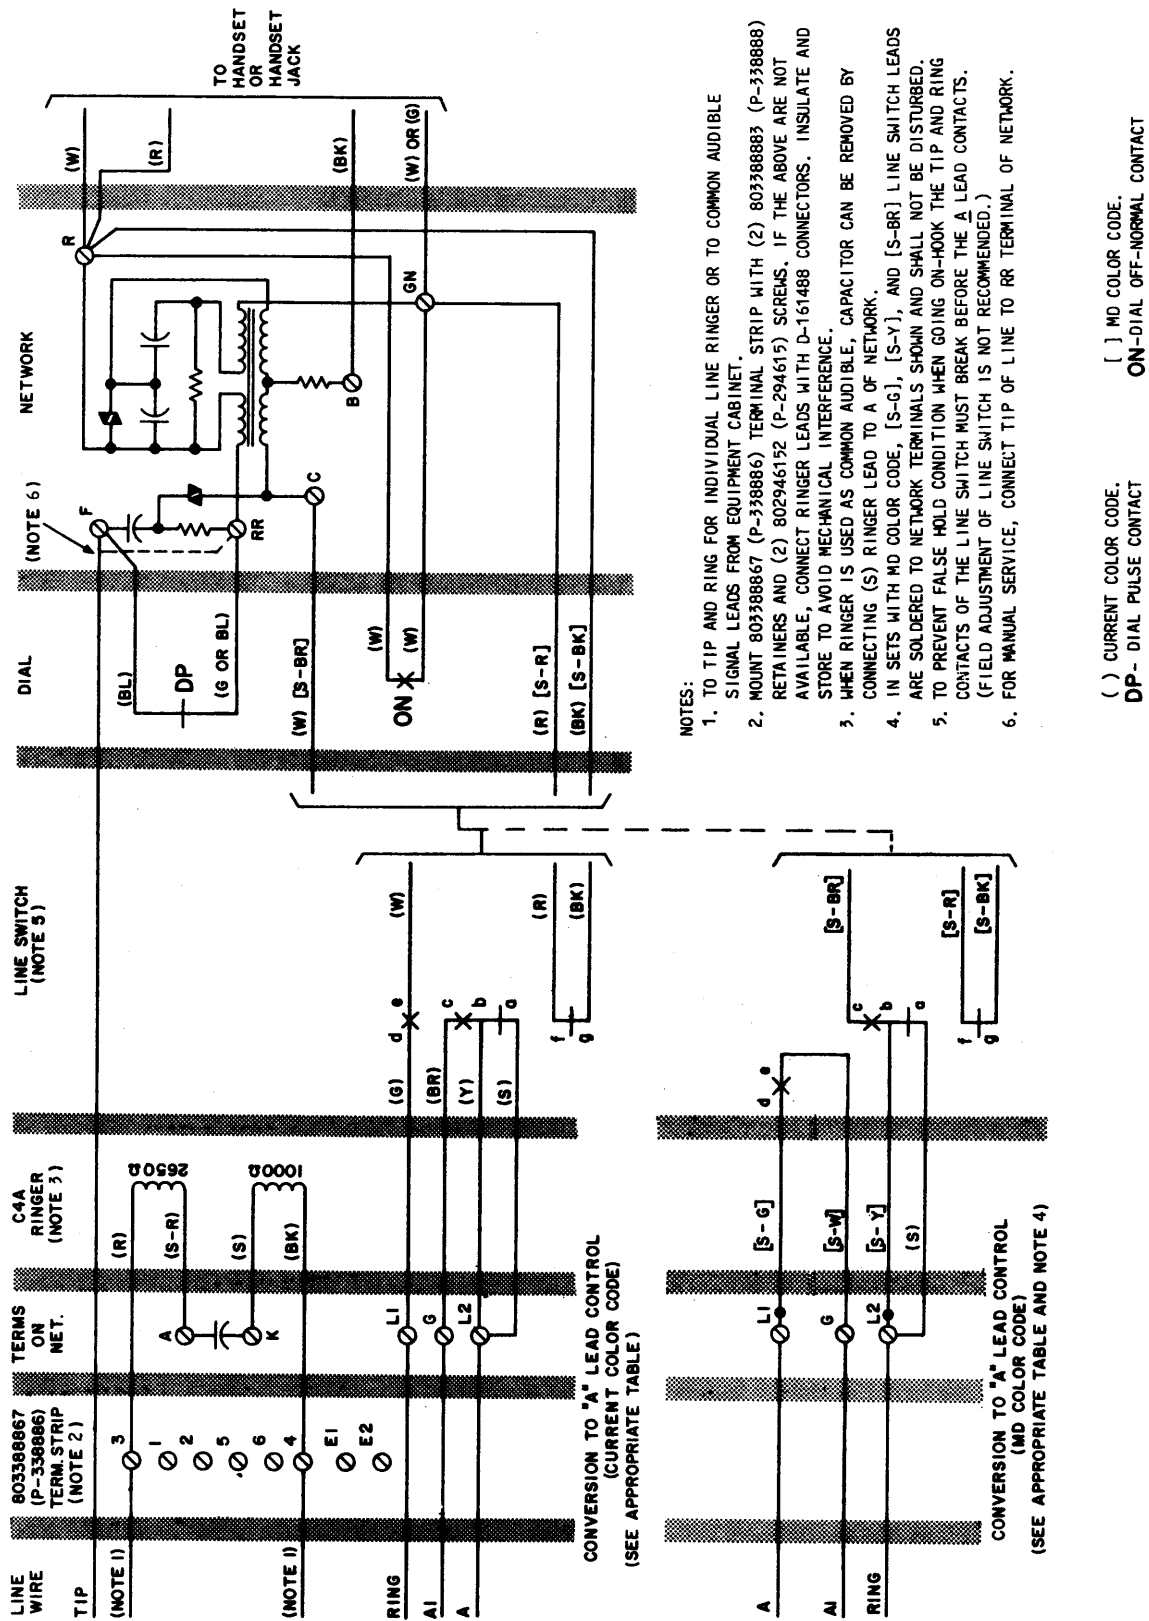 LINE
WIRE
803388867
(P-338886)
TERM. STRIP
(NOTE 2)
TERMS
ON
NET.
C4A
RINGER
(NOTE 3)
LINE SWITCH
(NOTE 5)
DIAL
(NOTE 6)
NETWORK
TO
HANDSET
OR
HANDSET
JACK
TIP
(NOTE 1)
3
1
2
5
6
4
E1
E2
(NOTE 1)
A
K
(R)
(S-R)
(S)
(BK)
2650Ω
1000Ω
RING
A1
A
L1
G
L2
(G)
(BR)
(Y)
(S)
d
e
c
b
a
f
g
(W)
(R)
(BK)
(BL)
DP
(G OR BL)
(W) [S-BR]
ON
(W)
(W)
(R) [S-R]
(BK) [S-BK]
F
RR
C
B
R
GN
(W)
(R)
(BK)
(W) OR (G)
CONVERSION TO "A" LEAD CONTROL
(CURRENT COLOR CODE)
(SEE APPROPRIATE TABLE)
A
A1
RING
L1
G
L2
[S-G]
[S-W]
[S-Y]
(S)
d
e
c
b
a
f
g
[S-BR]
[S-R]
[S-BK]
CONVERSION TO "A" LEAD CONTROL
(MD COLOR CODE)
(SEE APPROPRIATE TABLE AND NOTE 4)
NOTES:
1. TO TIP AND RING FOR INDIVIDUAL LINE RINGER OR TO COMMON AUDIBLE
SIGNAL LEADS FROM EQUIPMENT CABINET.
2. MOUNT 803388867 (P-338886) TERMINAL STRIP WITH (2) 803388883 (P-338888)
RETAINERS AND (2) 802946152 (P-294615) SCREWS. IF THE ABOVE ARE NOT
AVAILABLE, CONNECT RINGER LEADS WITH D-161488 CONNECTORS. INSULATE AND
STORE TO AVOID MECHANICAL INTERFERENCE.
3. WHEN RINGER IS USED AS COMMON AUDIBLE, CAPACITOR CAN BE REMOVED BY
CONNECTING (S) RINGER LEAD TO A OF NETWORK.
4. IN SETS WITH MD COLOR CODE, [S-G], [S-Y], AND [S-BR] LINE SWITCH LEADS
ARE SOLDERED TO NETWORK TERMINALS SHOWN AND SHALL NOT BE DISTURBED.
5. TO PREVENT FALSE HOLD CONDITION WHEN GOING ON-HOOK THE TIP AND RING
CONTACTS OF THE LINE SWITCH MUST BREAK BEFORE THE A LEAD CONTACTS.
(FIELD ADJUSTMENT OF LINE SWITCH IS NOT RECOMMENDED.)
6. FOR MANUAL SERVICE, CONNECT TIP OF LINE TO RR TERMINAL OF NETWORK.
( ) CURRENT COLOR CODE.
[ ] MD COLOR CODE.
DP- DIAL PULSE CONTACT
ON-DIAL OFF-NORMAL CONTACT